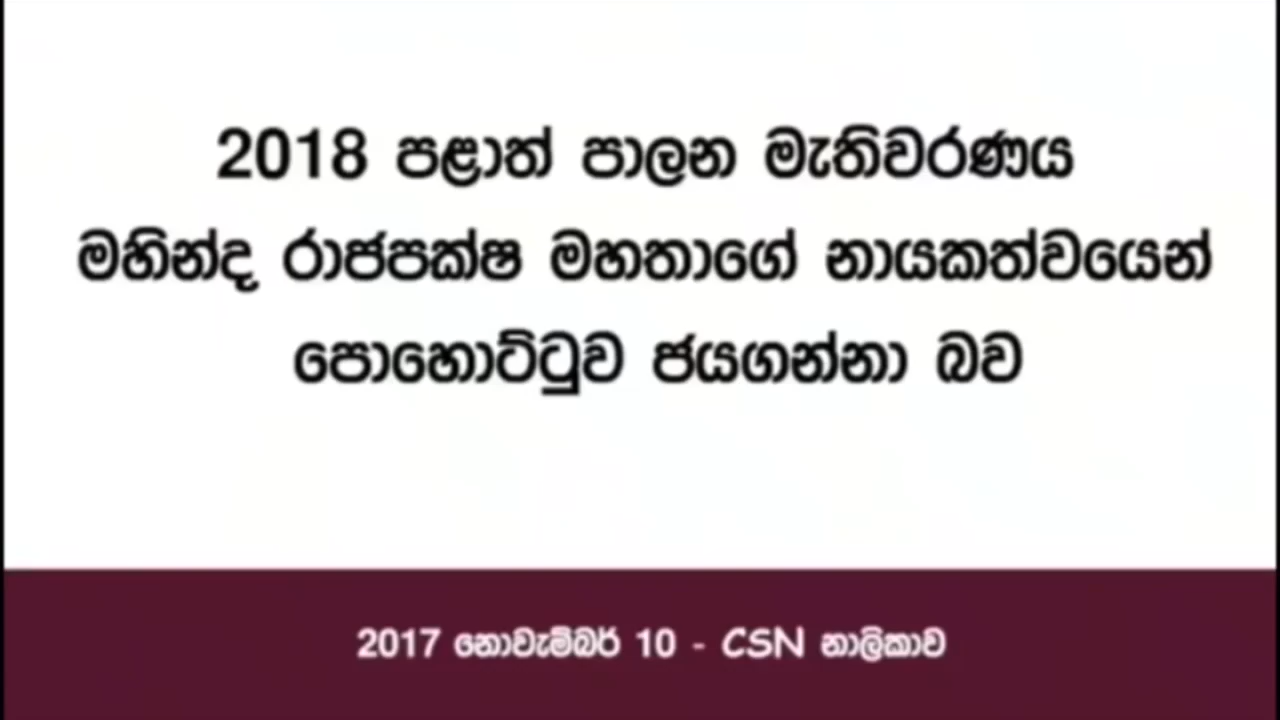 2018 පළාත් පාලන මැතිවරණය
මහින්ද රාජපක්ෂ මහතාගේ නායකත්වයෙන්
පොහොට්ටුව ජයගන්නා බව
2017 නොවැම්බර් 10 - CSN නාලිකාව